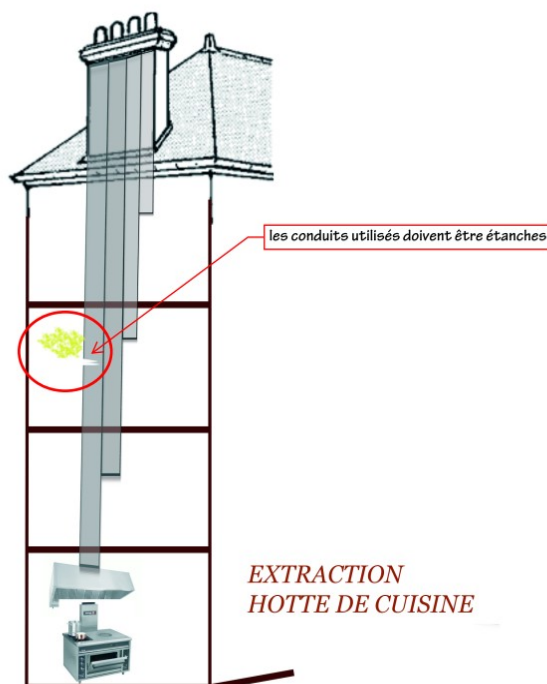 les conduits utilisés doivent être étanches
EXTRACTION
HOTTE DE CUISINE